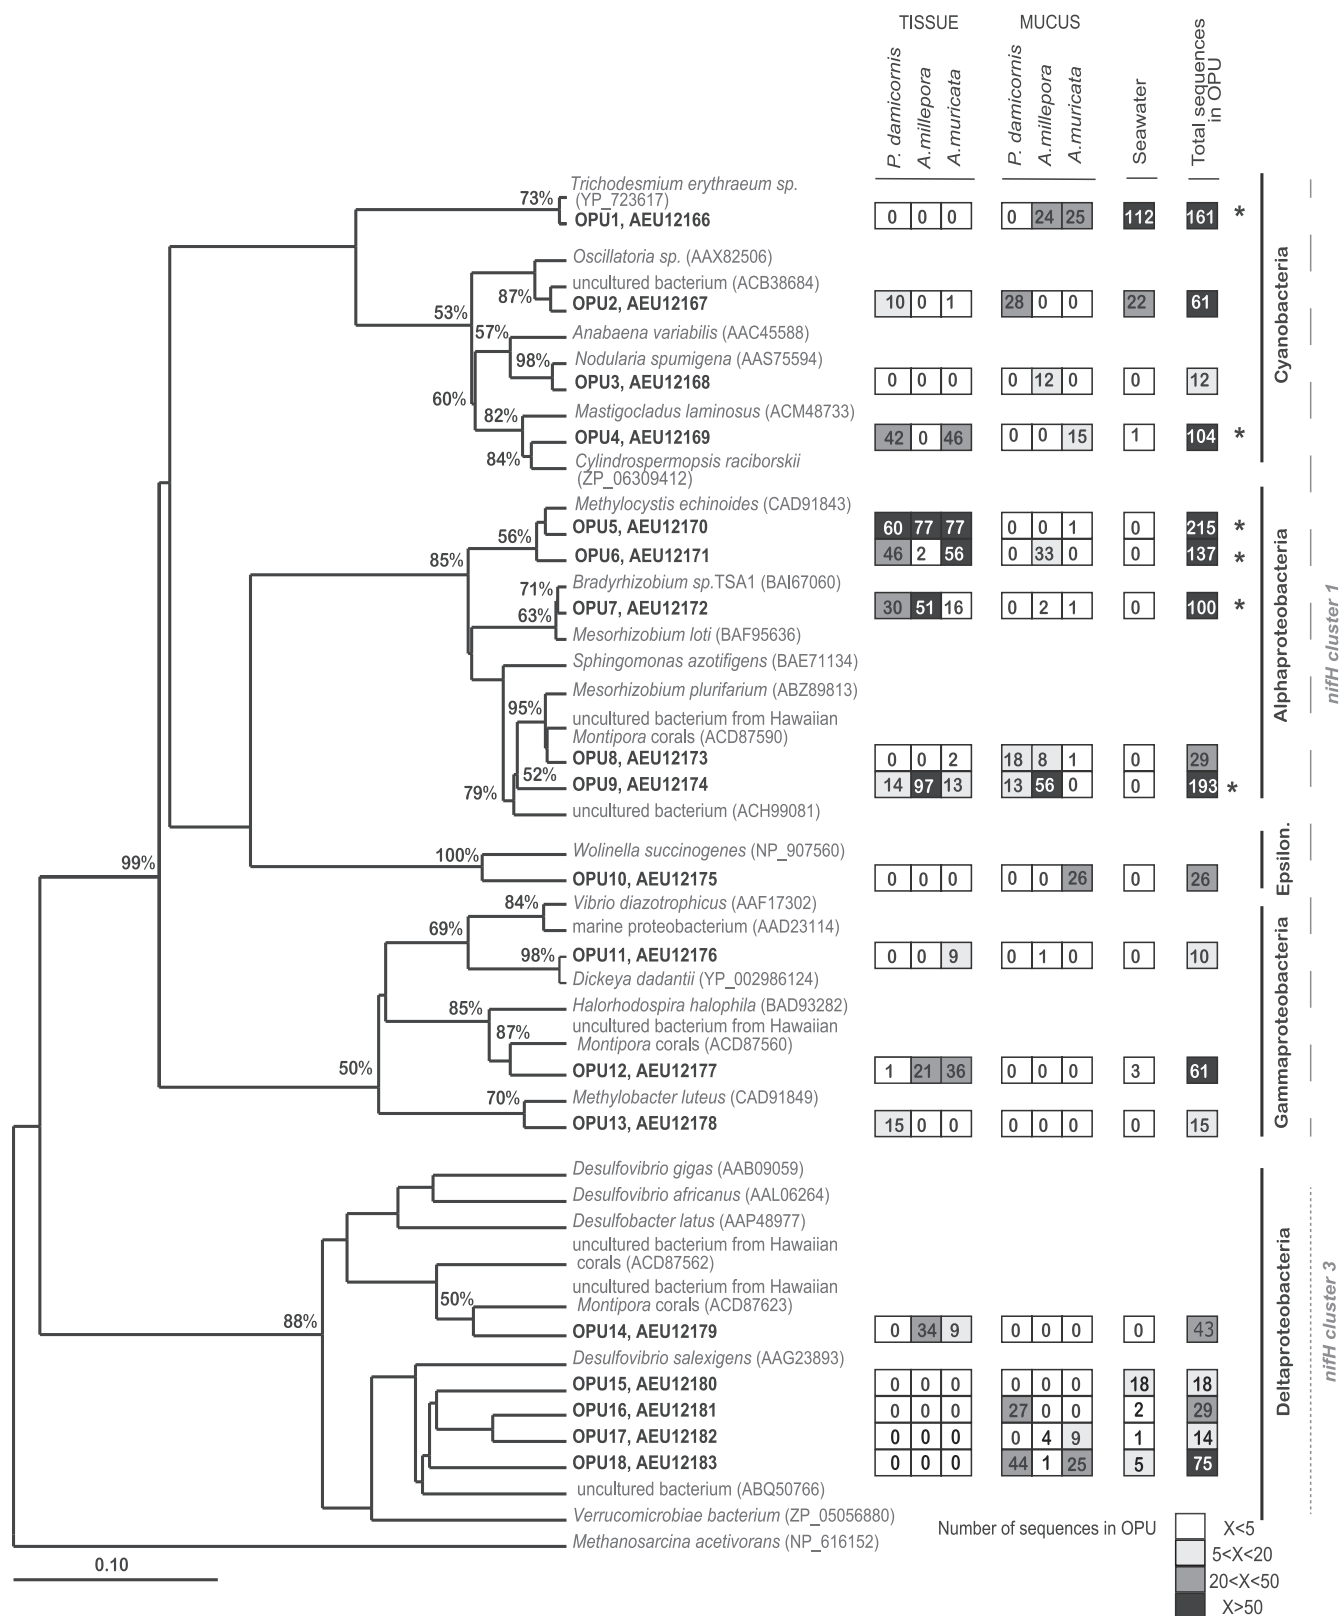 TISSUE MUCUS
P. damicornis
A.millepora
A.muricata
P. damicornis
A.millepora
A.muricata
Seawater
Total sequences
in OPU
Trichodesmium erythraeum sp.
(YP_723617)
73%
OPU1, AEU12166 0 0 0 0 24 25 112 161 *
Oscillatoria sp. (AAX82506)
uncultured bacterium (ACB38684)
87%
OPU2, AEU12167 10 0 1 28 0 0 22 61
53%
57%
Anabaena variabilis (AAC45588)
98%
Nodularia spumigena (AAS75594)
OPU3, AEU12168 0 0 0 0 12 0 0 12
60%
82%
Mastigocladus laminosus (ACM48733)
OPU4, AEU12169 42 0 46 0 0 15 1 104 *
84%
Cylindrospermopsis raciborskii
(ZP_06309412)
Cyanobacteria
Methylocystis echinoides (CAD91843)
OPU5, AEU12170 60 77 77 0 0 1 0 215 *
56%
OPU6, AEU12171 46 2 56 0 33 0 0 137 *
85%
71%
Bradyrhizobium sp.TSA1 (BAI67060)
OPU7, AEU12172 30 51 16 0 2 1 0 100 *
63%
Mesorhizobium loti (BAF95636)
Sphingomonas azotifigens (BAE71134)
Mesorhizobium plurifarium (ABZ89813)
95%
uncultured bacterium from Hawaiian
Montipora corals (ACD87590)
OPU8, AEU12173 0 0 2 18 8 1 0 29
52%
OPU9, AEU12174 14 97 13 13 56 0 0 193 *
79%
uncultured bacterium (ACH99081)
Alphaproteobacteria
nifH cluster 1
99%
100%
Wolinella succinogenes (NP_907560)
OPU10, AEU12175 0 0 0 0 0 26 0 26
Epsilon.
84%
Vibrio diazotrophicus (AAF17302)
marine proteobacterium (AAD23114)
69%
98%
OPU11, AEU12176 0 0 9 0 1 0 0 10
Dickeya dadantii (YP_002986124)
85%
Halorhodospira halophila (BAD93282)
uncultured bacterium from Hawaiian
87%
Montipora corals (ACD87560)
50%
OPU12, AEU12177 1 21 36 0 0 0 3 61
70%
Methylobacter luteus (CAD91849)
OPU13, AEU12178 15 0 0 0 0 0 0 15
Gammaproteobacteria
Desulfovibrio gigas (AAB09059)
Desulfovibrio africanus (AAL06264)
Desulfobacter latus (AAP48977)
uncultured bacterium from Hawaiian
corals (ACD87562)
uncultured bacterium from Hawaiian
50%
Montipora corals (ACD87623)
88%
OPU14, AEU12179 0 34 9 0 0 0 0 43
Desulfovibrio salexigens (AAG23893)
OPU15, AEU12180 0 0 0 0 0 0 18 18
OPU16, AEU12181 0 0 0 27 0 0 2 29
OPU17, AEU12182 0 0 0 0 4 9 1 14
OPU18, AEU12183 0 0 0 44 1 25 5 75
uncultured bacterium (ABQ50766)
Verrucomicrobiae bacterium (ZP_05056880)
Methanosarcina acetivorans (NP_616152)
Deltaproteobacteria
nifH cluster 3
0.10
Number of sequences in OPU
X<5
5<X<20
20<X<50
X>50